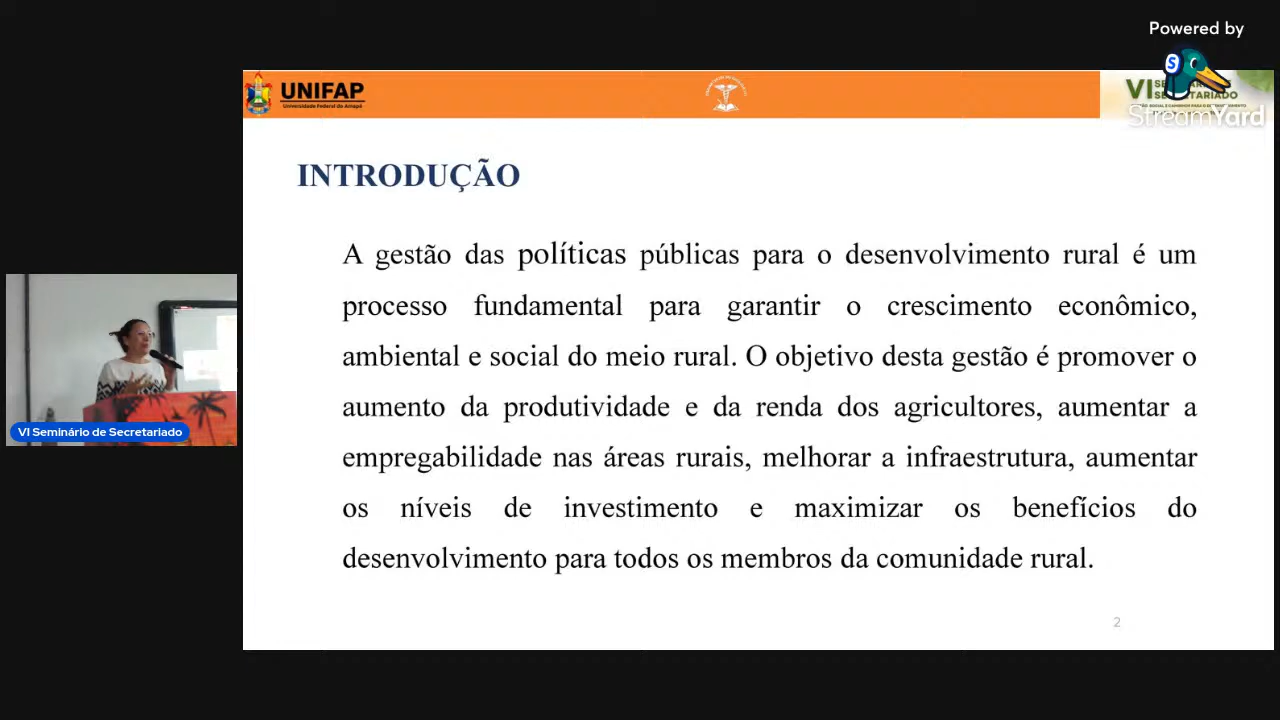 Powered by
StreamYard
UNIFAP
Universidade Federal do Amapá
VI
INTRODUÇÃO
A gestão das políticas públicas para o desenvolvimento rural é um
processo fundamental para garantir o crescimento econômico,
ambiental e social do meio rural. O objetivo desta gestão é promover o
aumento da produtividade e da renda dos agricultores, aumentar a
empregabilidade nas áreas rurais, melhorar a infraestrutura, aumentar
os níveis de investimento e maximizar os benefícios do
desenvolvimento para todos os membros da comunidade rural.
2
VI Seminário de Secretariado